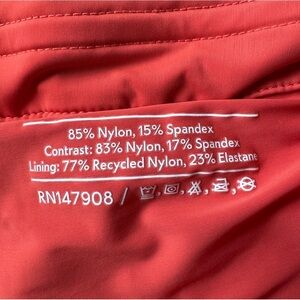 85% Nylon, 15% Spandex
Contrast: 83% Nylon, 17% Spandex
Lining: 77% Recycled Nylon, 23% Elastane
RN147908 /